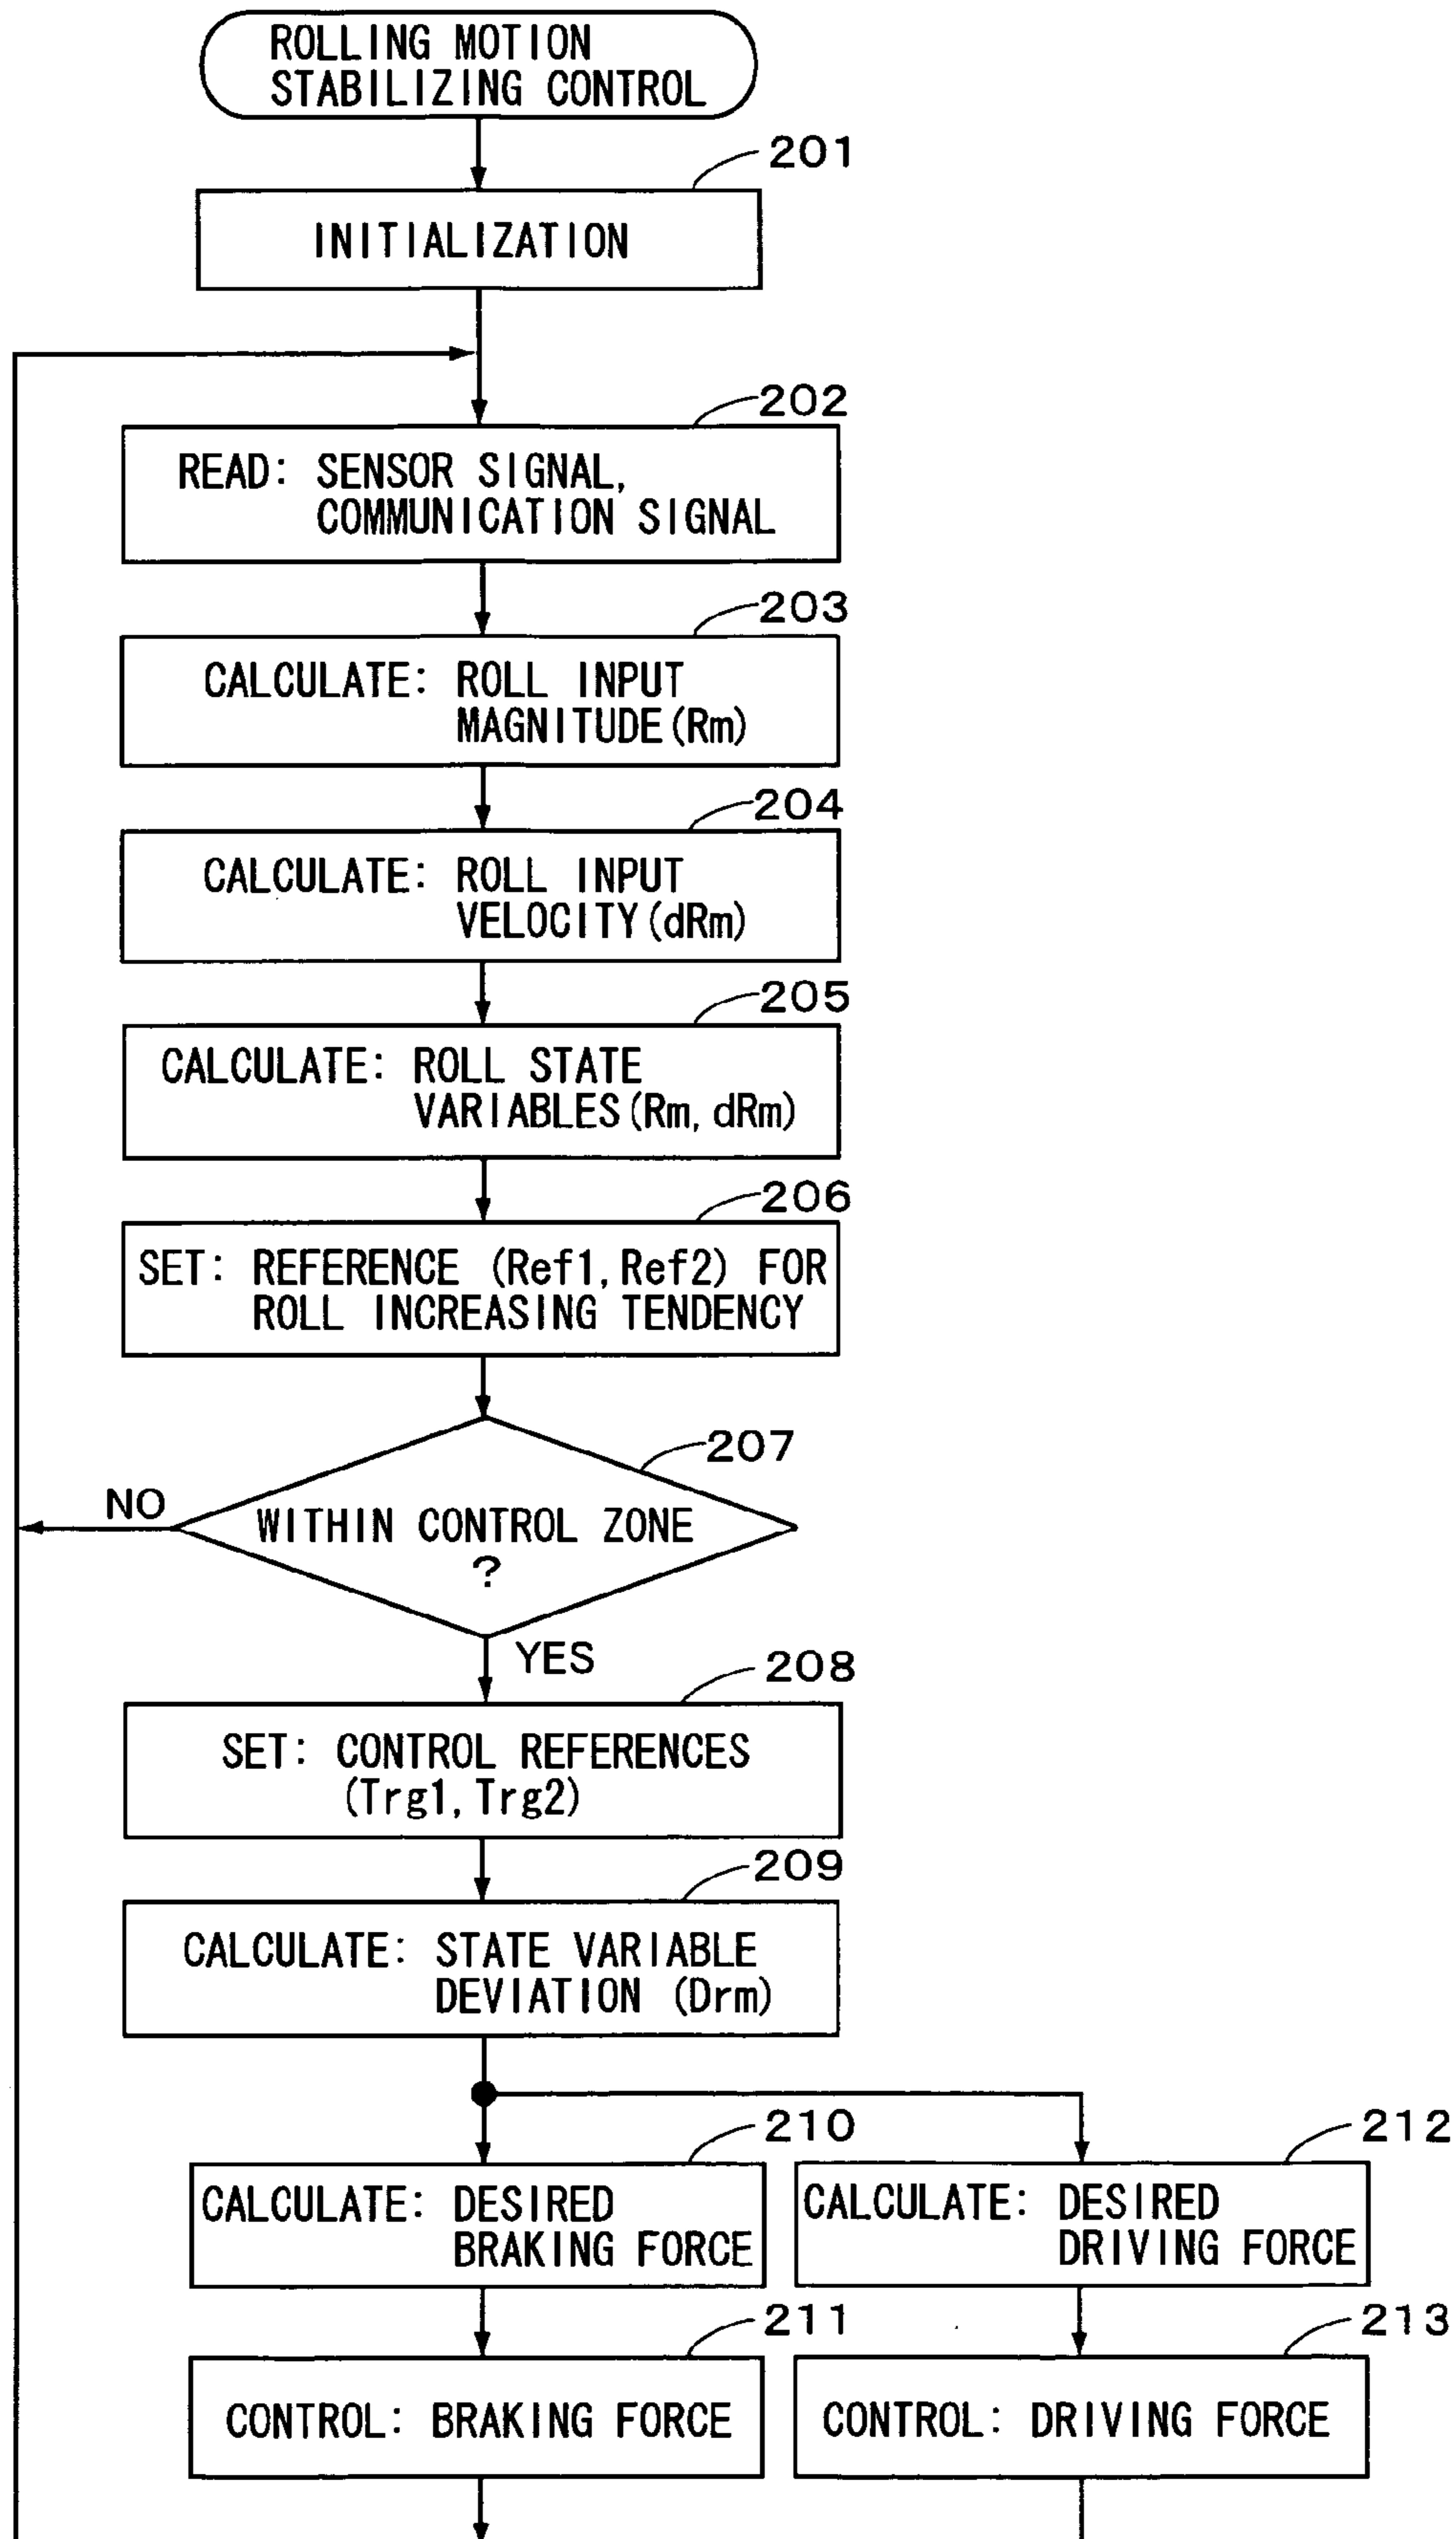 ROLLING MOTION
STABILIZING CONTROL
201
INITIALIZATION
202
READ: SENSOR SIGNAL,
COMMUNICATION SIGNAL
203
CALCULATE: ROLL INPUT
MAGNITUDE(Rm)
204
CALCULATE: ROLL INPUT
VELOCITY(dRm)
205
CALCULATE: ROLL STATE
VARIABLES(Rm, dRm)
206
SET: REFERENCE (Ref1, Ref2) FOR
ROLL INCREASING TENDENCY
207
NO
WITHIN CONTROL ZONE
?
YES
208
SET: CONTROL REFERENCES
(Trg1, Trg2)
209
CALCULATE: STATE VARIABLE
DEVIATION (Drm)
210
CALCULATE: DESIRED
BRAKING FORCE
212
CALCULATE: DESIRED
DRIVING FORCE
211
CONTROL: BRAKING FORCE
213
CONTROL: DRIVING FORCE